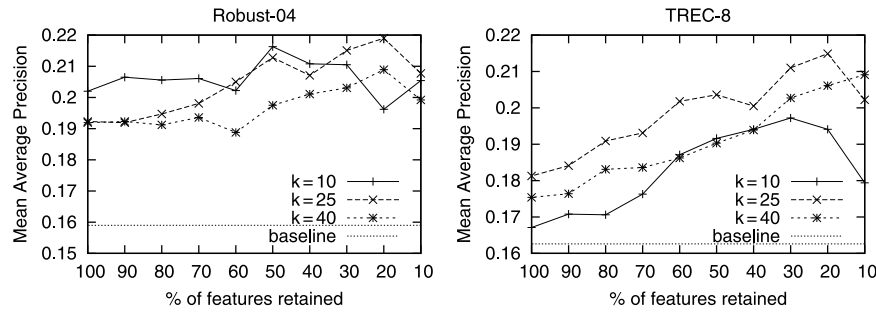 Robust-04
Mean Average Precision
0.22
0.21
0.2
0.19
0.18
0.17
0.16
0.15
k=10
k=25
k=40
baseline
100 90 80 70 60 50 40 30 20 10
% of features retained
TREC-8
Mean Average Precision
0.22
0.21
0.2
0.19
0.18
0.17
0.16
k=10
k=25
k=40
baseline
100 90 80 70 60 50 40 30 20 10
% of features retained